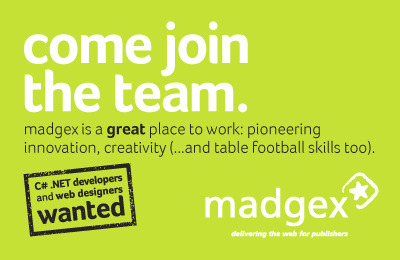 come join
the team.
madgex is a great place to work: pioneering
innovation, creativity (...and table football skills too).
C# .NET developers
and web designers
wanted
madgex
delivering the web for publishers